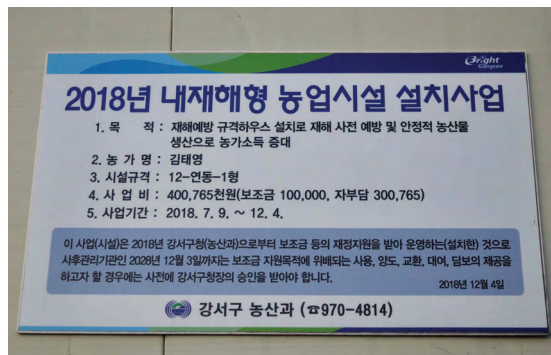 Bright
Gangseo
2018년 내재해형 농업시설 설치사업
1. 목 적 : 재해예방 규격하우스 설치로 재해 사전 예방 및 안정적 농산물
생산으로 농가소득 증대
2. 농 가 명 : 김태영
3. 시설규격 : 12-연동-1형
4. 사 업 비 : 400,765천원(보조금 100,000, 자부담 300,765)
5. 사업기간 : 2018. 7. 9. ~ 12. 4.
이 사업(시설)은 2018년 강서구청(농산과)으로부터 보조금 등의 재정지원을 받아 운영하는(설치한) 것으로
사후관리기관인 2028년 12월 3일까지는 보조금 지원목적에 위배되는 사용, 양도, 교환, 대여, 담보의 제공을
하고자 할 경우에는 사전에 강서구청장의 승인을 받아야 합니다.
2018년 12월 4일
강서구 농산과 (☎970-4814)